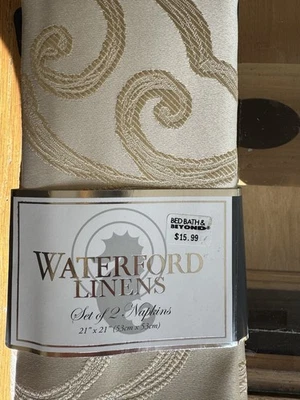 BED BATH &
BEYOND
$15.99
WATERFORD
LINENS
Set of 2 Napkins
21" x 21" (53cm x 53cm)